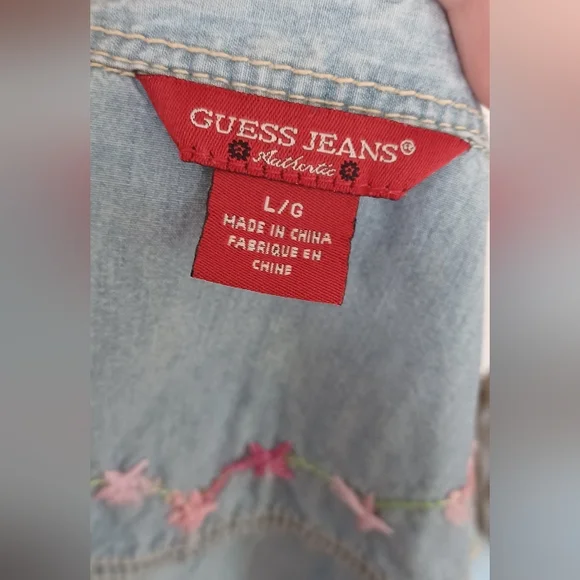 GUESS JEANS®
Authentic
L/G
MADE IN CHINA
FABRIQUE EN
CHINE